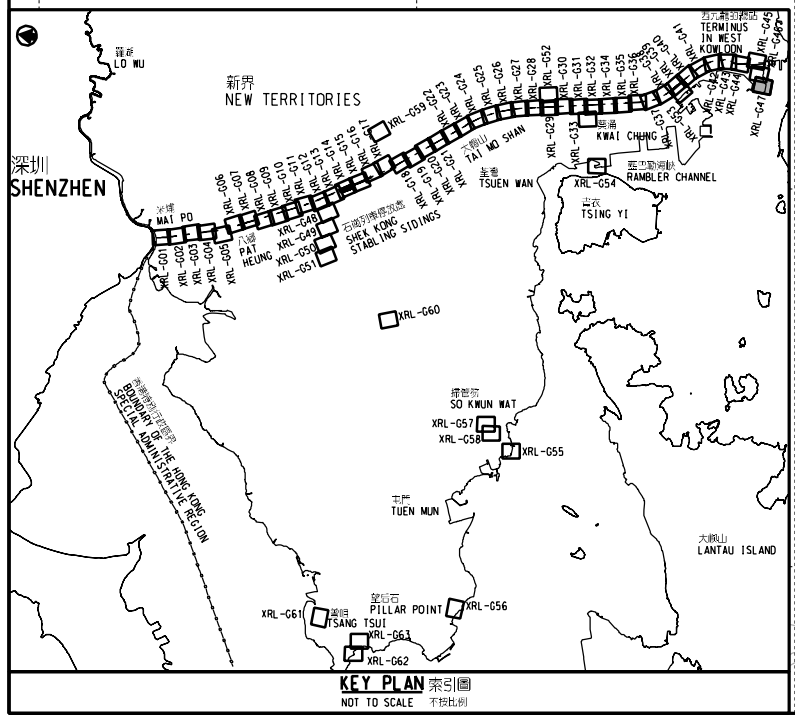 羅湖
LO WU
新界
NEW TERRITORIES
深圳
SHENZHEN
米埔
MAI PO
XRL-G01
XRL-G02
XRL-G03
XRL-G04
XRL-G05
XRL-G06
XRL-G07
XRL-G08
XRL-G09
XRL-G10
XRL-G11
XRL-G12
XRL-G13
XRL-G14
XRL-G15
XRL-G16
XRL-G59
八鄉
PAT
HEUNG
XRL-G48
XRL-G49
XRL-G50
XRL-G51
石崗列車停放處
SHEK KONG
STABLING SIDINGS
XRL-G18
XRL-G19
XRL-G20
XRL-G21
XRL-G22
XRL-G23
XRL-G24
XRL-G25
XRL-G26
XRL-G27
XRL-G28
XRL-G52
XRL-G29
XRL-G30
XRL-G31
XRL-G32
XRL-G33
XRL-G34
XRL-G35
XRL-G36
XRL-G37
XRL-G39
XRL-G40
XRL-G41
XRL-G42
XRL-G43
XRL-G44
XRL-G45
XRL-G47
TERMINUS
IN WEST
KOWLOON
大帽山
TAI MO SHAN
荃灣
TSUEN WAN
葵涌
KWAI CHUNG
藍巴勒海峽
RAMBLER CHANNEL
XRL-G54
青衣
TSING YI
XRL-G60
掃管笏
SO KWUN WAT
XRL-G57
XRL-G58
XRL-G55
香港特別行政區界
BOUNDARY OF THE HONG KONG
SPECIAL ADMINISTRATIVE REGION
屯門
TUEN MUN
大嶼山
LANTAU ISLAND
望后石
PILLAR POINT
XRL-G56
XRL-G61
曾咀
TSANG TSUI
XRL-G63
XRL-G62
KEY PLAN 索引圖
NOT TO SCALE 不按比例